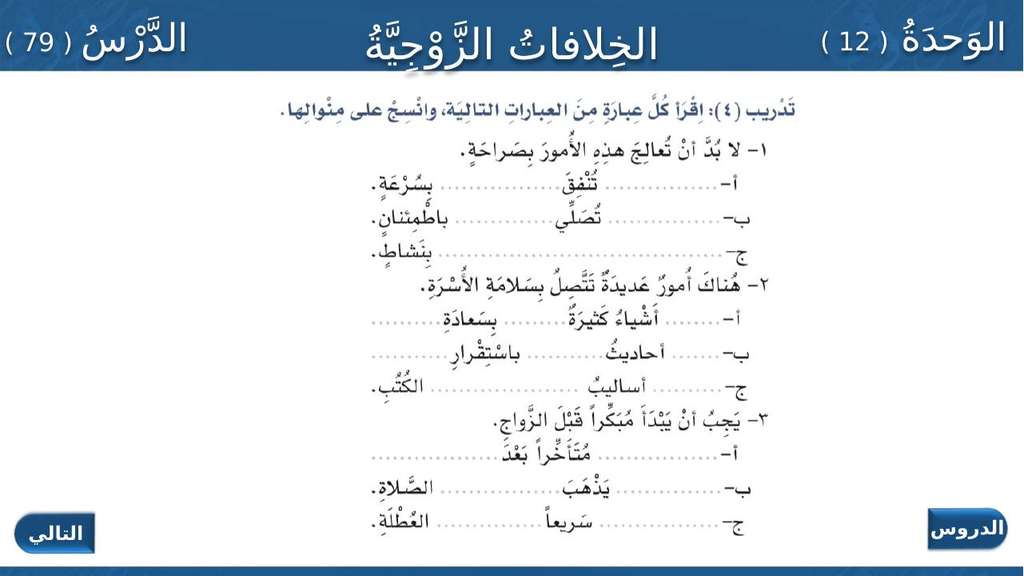 الوَحدَةُ ( 12 )
الخِلافاتُ الزَّوْجِيَّةُ
الدَّرْسُ ( 79 )
تَدْريب (٤): اِقْرَأ كُلَّ عِبارَةٍ مِنَ العِباراتِ التالِيَة، وانْسِجْ على مِنْوالِها.
١- لا بُدَّ أنْ تُعالِجَ هذِهِ الأُمورَ بِصَراحَةٍ.
أ- ................ تُنْفِقَ ................. بِسُرْعَةٍ.
ب- ................ تُصَلِّي .............. باطْمِئنانٍ.
ج- ........................................ بِنَشاطٍ.
٢- هُناكَ أُمورٌ عَديدَةٌ تَتَّصِلُ بِسَلامَةِ الأُسْرَةِ.
أ- ........ أَشْياءُ كَثيرَةٌ ......... بِسَعادَةِ ..........
ب- ....... أحاديثُ ........... باسْتِقْرارِ ...........
ج- .......... أساليبُ ..................... الكُتُبِ.
٣- يَجِبُ أنْ يَبْدَأَ مُبَكِّراً قَبْلَ الزَّواجِ.
أ- ................. مُتَأَخِّراً بَعْدَ ..................
ب- ............... يَذْهَبَ ................. الصَّلاةِ.
ج- ................. سَريعاً ............... العُطْلَةِ.
الدروس
التالي